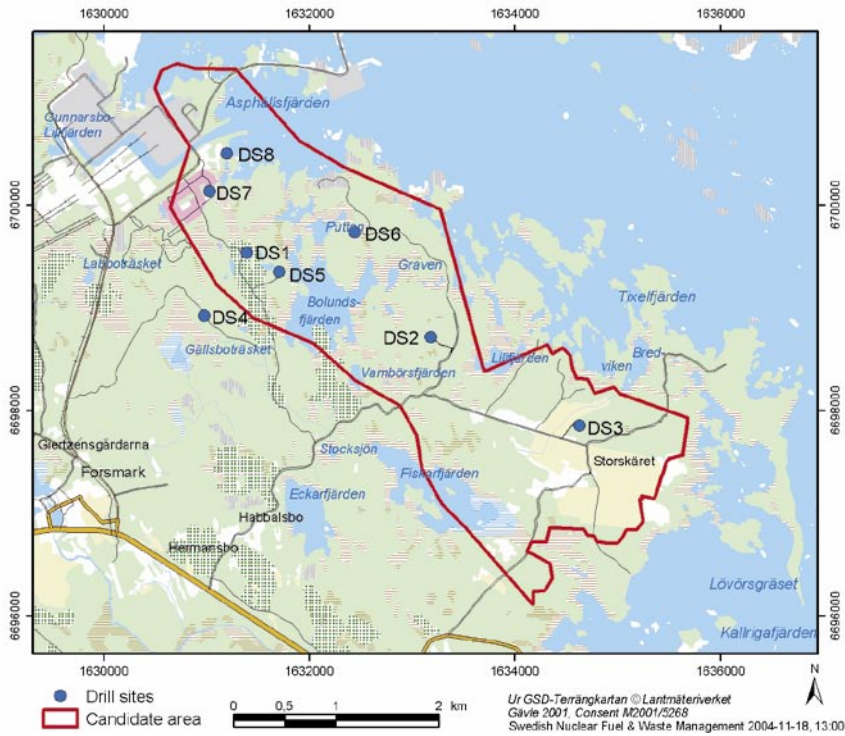 1630000 1632000 1634000 1636000
Asphällsfjärden
Gunnarsbo-
Lillfjärden
DS8
6700000 6700000
DS7
Puttan
DS6
DS1
Labboträsket
DS5
Graven
Tixelfjärden
Bolunds-
fjärden
DS4
DS2
Gällsboträsket
Lillfjärden
Bred-
viken
Vambörsfjärden
6698000 6698000
DS3
Giertzensgårdarna
Stocksjön
Storskäret
Forsmark
Fiskarfjärden
Eckarfjärden
Habbalsbo
Hermansbo
Lövörsgräset
6696000 6696000
Kallrigafjärden
1630000 1632000 1634000 1636000
N
Drill sites
Candidate area
0 0,5 1 2 km
Ur GSD-Terrängkartan © Lantmäteriverket
Gävle 2001, Consent M2001/5268
Swedish Nuclear Fuel & Waste Management 2004-11-18, 13:00